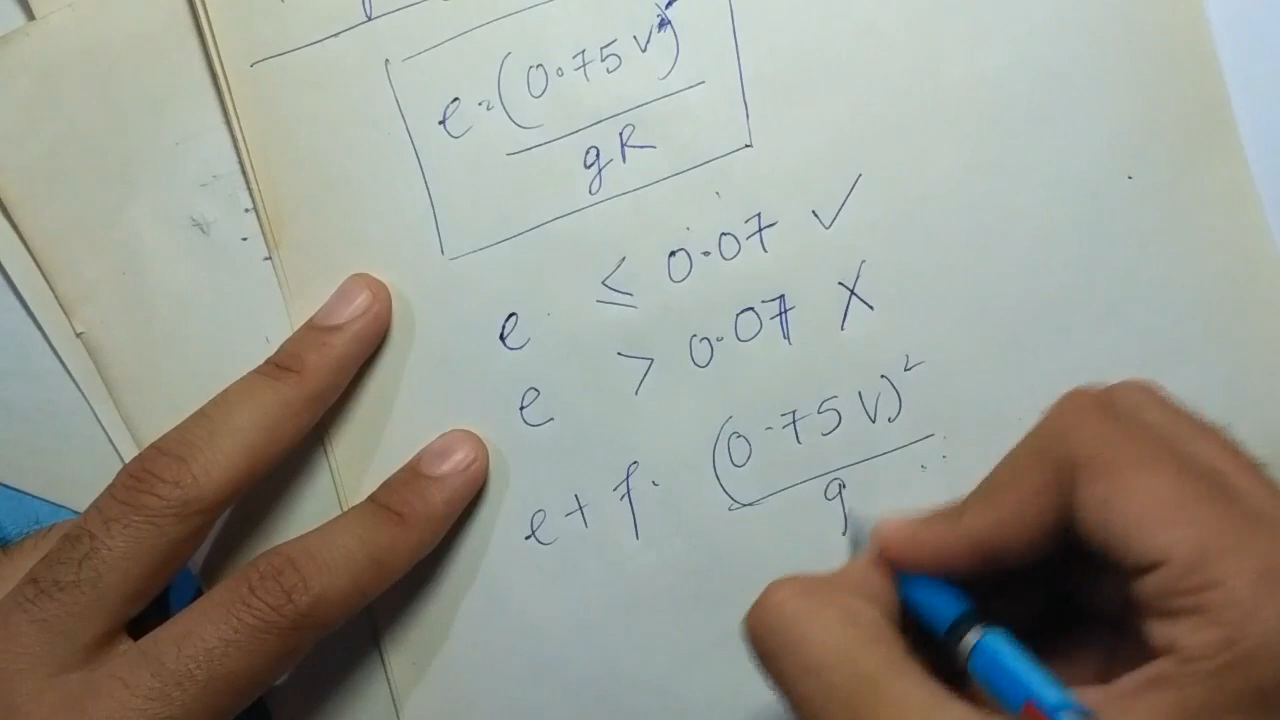 e = (0.75 V)²
gR
e ≤ 0.07 ✓
e > 0.07 X
e + f. (0.75 V)²
g